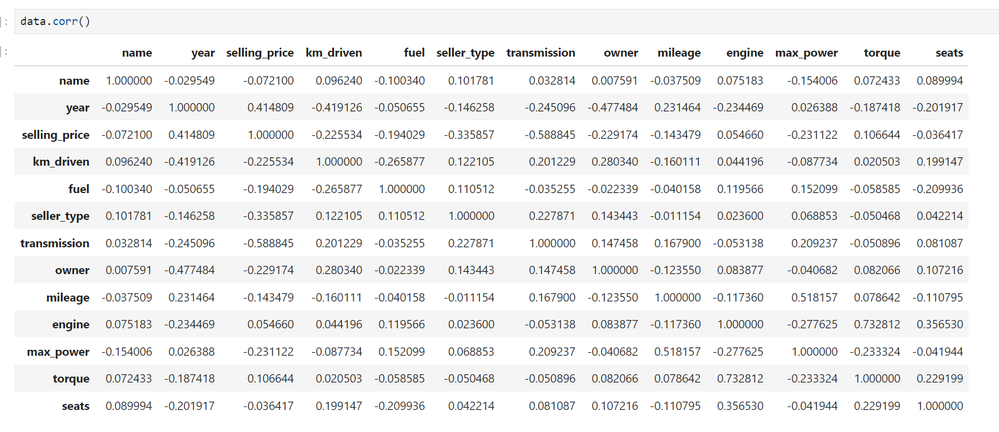 ]: data.corr()
]: name year selling_price km_driven fuel seller_type transmission owner mileage engine max_power torque seats
name 1.000000 -0.029549 -0.072100 0.096240 -0.100340 0.101781 0.032814 0.007591 -0.037509 0.075183 -0.154006 0.072433 0.089994
year -0.029549 1.000000 0.414809 -0.419126 -0.050655 -0.146258 -0.245096 -0.477484 0.231464 -0.234469 0.026388 -0.187418 -0.201917
selling_price -0.072100 0.414809 1.000000 -0.225534 -0.194029 -0.335857 -0.588845 -0.229174 -0.143479 0.054660 -0.231122 0.106644 -0.036417
km_driven 0.096240 -0.419126 -0.225534 1.000000 -0.265877 0.122105 0.201229 0.280340 -0.160111 0.044196 -0.087734 0.020503 0.199147
fuel -0.100340 -0.050655 -0.194029 -0.265877 1.000000 0.110512 -0.035255 -0.022339 -0.040158 0.119566 0.152099 -0.058585 -0.209936
seller_type 0.101781 -0.146258 -0.335857 0.122105 0.110512 1.000000 0.227871 0.143443 -0.011154 0.023600 0.068853 -0.050468 0.042214
transmission 0.032814 -0.245096 -0.588845 0.201229 -0.035255 0.227871 1.000000 0.147458 0.167900 -0.053138 0.209237 -0.050896 0.081087
owner 0.007591 -0.477484 -0.229174 0.280340 -0.022339 0.143443 0.147458 1.000000 -0.123550 0.083877 -0.040682 0.082066 0.107216
mileage -0.037509 0.231464 -0.143479 -0.160111 -0.040158 -0.011154 0.167900 -0.123550 1.000000 -0.117360 0.518157 0.078642 -0.110795
engine 0.075183 -0.234469 0.054660 0.044196 0.119566 0.023600 -0.053138 0.083877 -0.117360 1.000000 -0.277625 0.732812 0.356530
max_power -0.154006 0.026388 -0.231122 -0.087734 0.152099 0.068853 0.209237 -0.040682 0.518157 -0.277625 1.000000 -0.233324 -0.041944
torque 0.072433 -0.187418 0.106644 0.020503 -0.058585 -0.050468 -0.050896 0.082066 0.078642 0.732812 -0.233324 1.000000 0.229199
seats 0.089994 -0.201917 -0.036417 0.199147 -0.209936 0.042214 0.081087 0.107216 -0.110795 0.356530 -0.041944 0.229199 1.000000